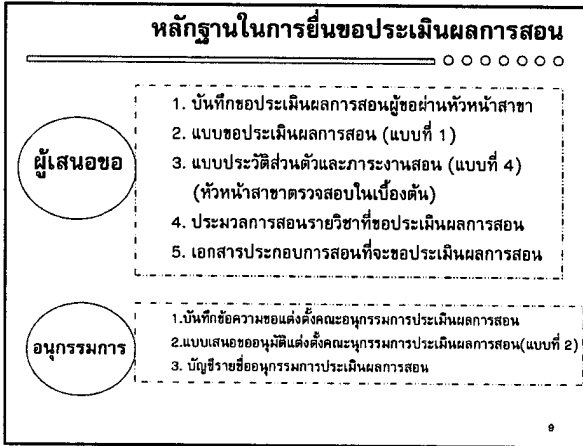 หลักฐานในการยื่นขอประเมินผลการสอน
ผู้เสนอขอ
1. บันทึกขอประเมินผลการสอนผู้ขอผ่านหัวหน้าสาขา
2. แบบขอประเมินผลการสอน (แบบที่ 1)
3. แบบประวัติส่วนตัวและภาระงานสอน (แบบที่ 4)
(หัวหน้าสาขาตรวจสอบในเบื้องต้น)
4. ประมวลการสอนรายวิชาที่ขอประเมินผลการสอน
5. เอกสารประกอบการสอนที่จะขอประเมินผลการสอน
อนุกรรมการ
1.บันทึกข้อความขอแต่งตั้งคณะอนุกรรมการประเมินผลการสอน
2.แบบเสนอขออนุมัติแต่งตั้งคณะนุกรรมการประเมินผลการสอน(แบบที่ 2)
3. บัญชีรายชื่ออนุกรรมการประเมินผลการสอน
9